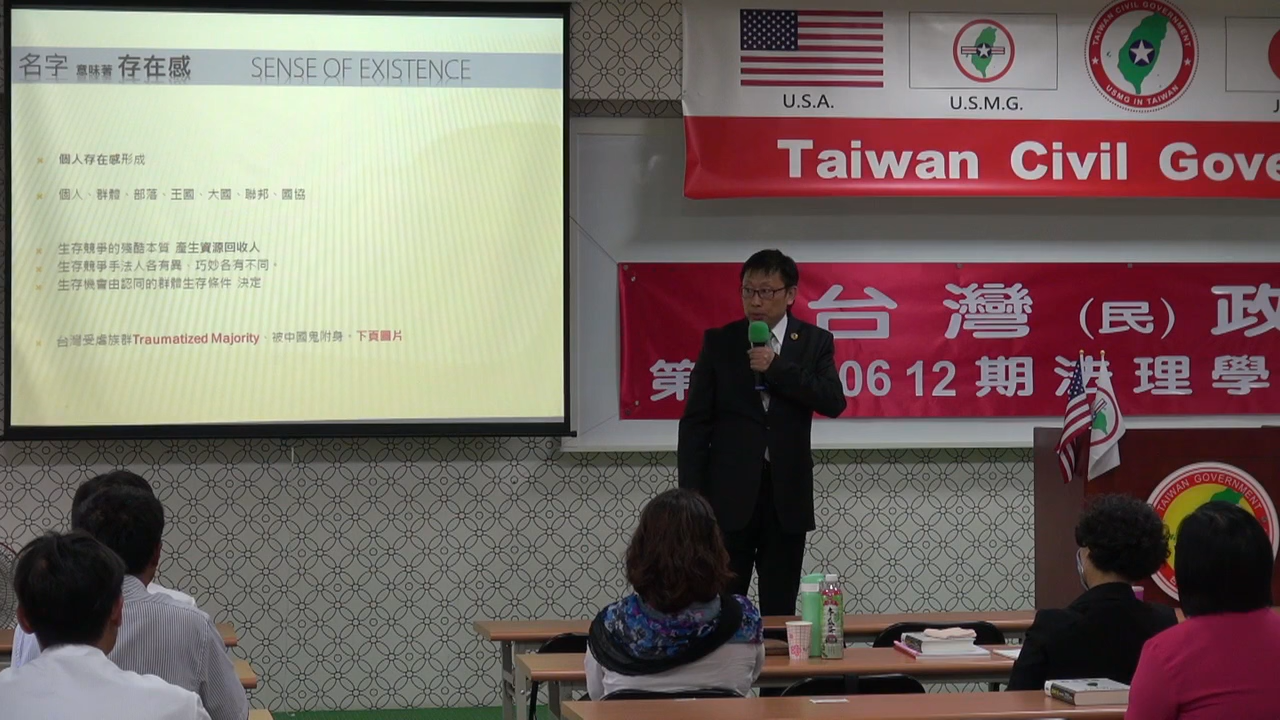 名字 意味著 存在感 SENSE OF EXISTENCE
個人存在感形成
個人、群體、部落、王國、大國、聯邦、國協
生存競爭的殘酷本質 產生資源回收人
生存競爭手法人各有異，巧妙各有不同。
生存機會由認同的群體生存條件 決定
台灣受虐族群Traumatized Majority，被中國鬼附身，下頁圖片
U.S.A.
U.S.M.G.
TAIWAN CIVIL GOVERNMENT
USMG IN TAIWAN
J
Taiwan Civil Gove
台灣（民）政
第 06 12 期 洪理學
TAIWAN GOVERNMENT